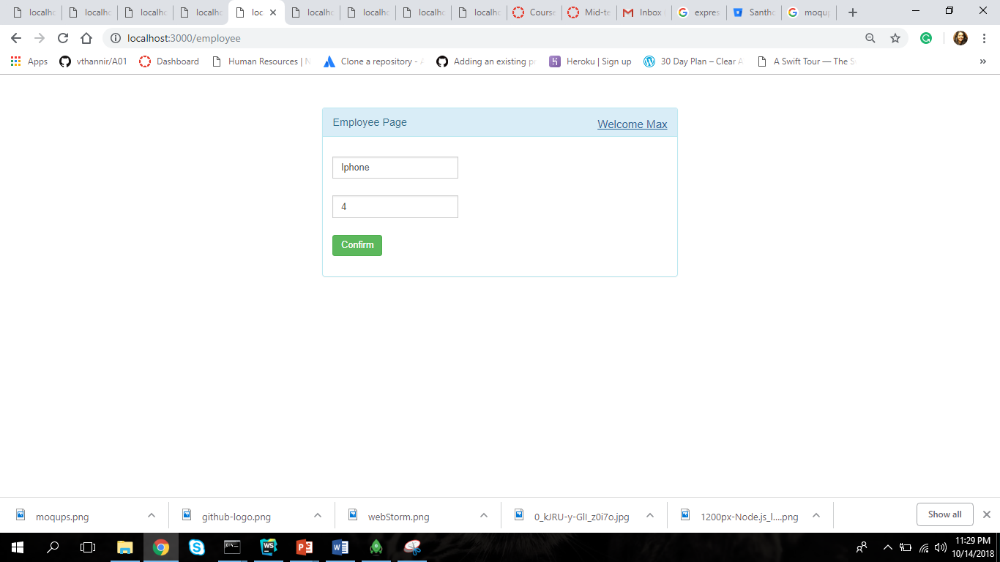 localhc localhc localhc localhc loc localhc localhc localhc localhc Course Mid-te Inbox expres Santho moqup
localhost:3000/employee
Apps vthannir/A01 Dashboard Human Resources | N Clone a repository - A Adding an existing pr Heroku | Sign up 30 Day Plan – Clear A A Swift Tour — The S »
Employee Page Welcome Max
Iphone
4
Confirm
moqups.png github-logo.png webStorm.png 0_kJRU-y-GlI_z0i7o.jpg 1200px-Node.js_l....png Show all
11:29 PM
10/14/2018